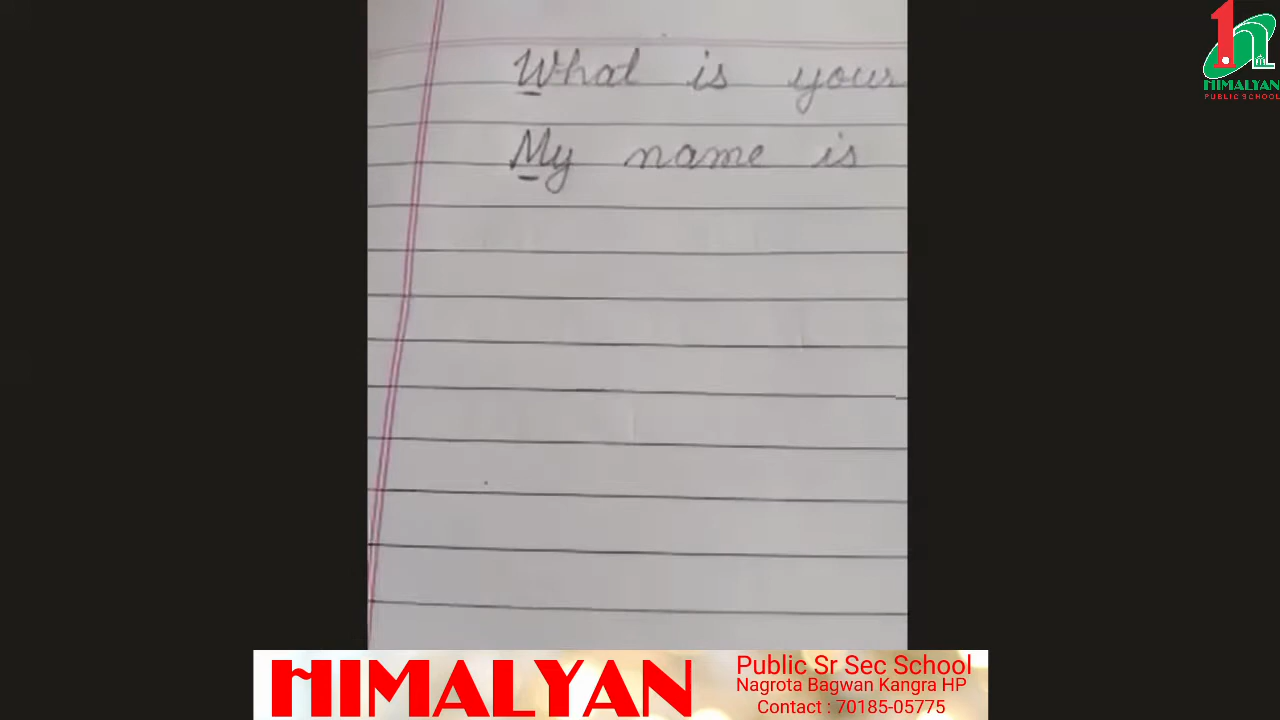 What is your
My name is
HIMALYAN
PUBLIC SCHOOL
HIMALYAN
Public Sr Sec School
Nagrota Bagwan Kangra HP
Contact : 70185-05775